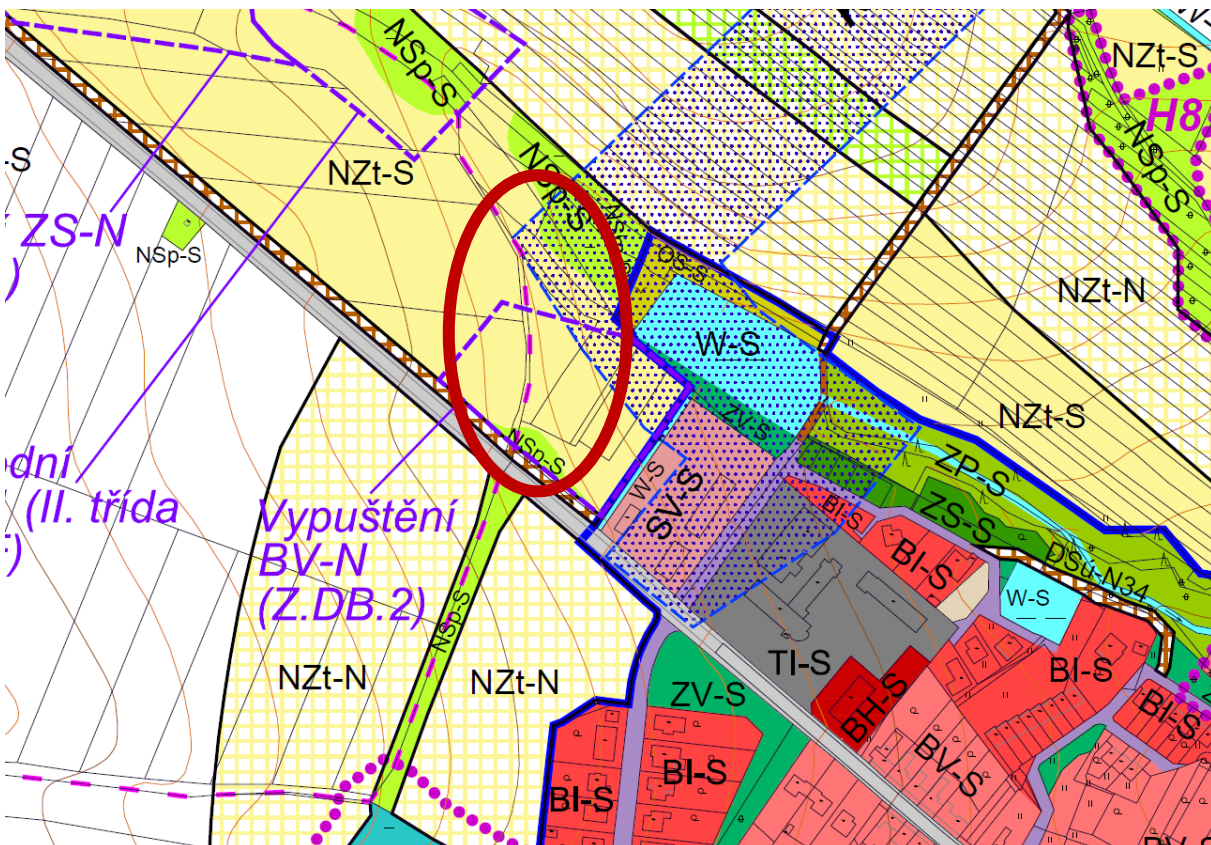 NSp-S
NZt-S
W-S
H8
NSp-S
-S
NZt-S
NSp-S
ZS-N
)
NSp-S
OS-S
NZt-N
W-S
NZt-S
ZV-S
NSp-S
dní
(II. třída
F)
W-S
SV-S
ZP-S
ZS-S
BI-S
BI-S
DSu-N34
Vypuštění
BV-N
(Z.DB.2)
NSp-S
W-S
NZt-N
NZt-N
TI-S
BI-S
ZV-S
BH-S
BI-S
BV-S
BI-S
BI-S